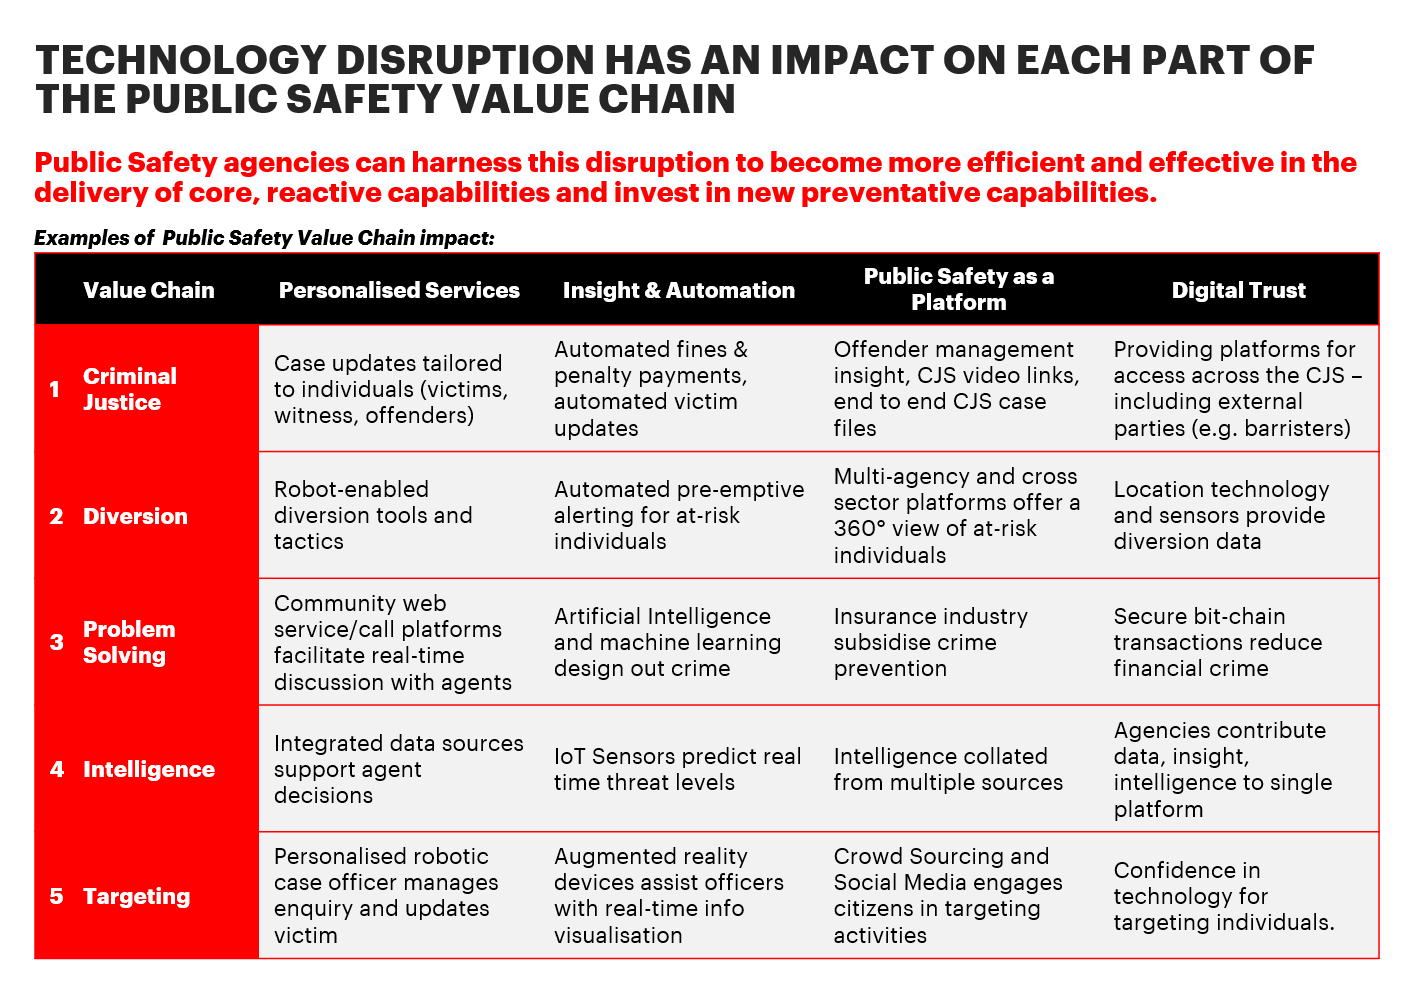 TECHNOLOGY DISRUPTION HAS AN IMPACT ON EACH PART OF
THE PUBLIC SAFETY VALUE CHAIN
Public Safety agencies can harness this disruption to become more efficient and effective in the
delivery of core, reactive capabilities and invest in new preventative capabilities.
Examples of Public Safety Value Chain impact:
Value Chain
Personalised Services
Insight & Automation
Public Safety as a
Platform
Digital Trust
1
Criminal
Justice
Case updates tailored
to individuals (victims,
witness, offenders)
Automated fines &
penalty payments,
automated victim
updates
Offender management
insight, CJS video links,
end to end CJS case
files
Providing platforms for
access across the CJS –
including external
parties (e.g. barristers)
2
Diversion
Robot-enabled
diversion tools and
tactics
Automated pre-emptive
alerting for at-risk
individuals
Multi-agency and cross
sector platforms offer a
360° view of at-risk
individuals
Location technology
and sensors provide
diversion data
3
Problem
Solving
Community web
service/call platforms
facilitate real-time
discussion with agents
Artificial Intelligence
and machine learning
design out crime
Insurance industry
subsidise crime
prevention
Secure bit-chain
transactions reduce
financial crime
4
Intelligence
Integrated data sources
support agent
decisions
IoT Sensors predict real
time threat levels
Intelligence collated
from multiple sources
Agencies contribute
data, insight,
intelligence to single
platform
5
Targeting
Personalised robotic
case officer manages
enquiry and updates
victim
Augmented reality
devices assist officers
with real-time info
visualisation
Crowd Sourcing and
Social Media engages
citizens in targeting
activities
Confidence in
technology for
targeting individuals.